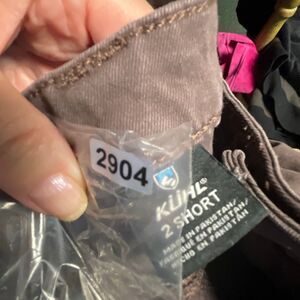 2904
KÜHL®
2 SHORT
MADE IN PAKISTAN/
FABRIQUÉ EN PAKISTAN/
HECHO EN PAKISTAN